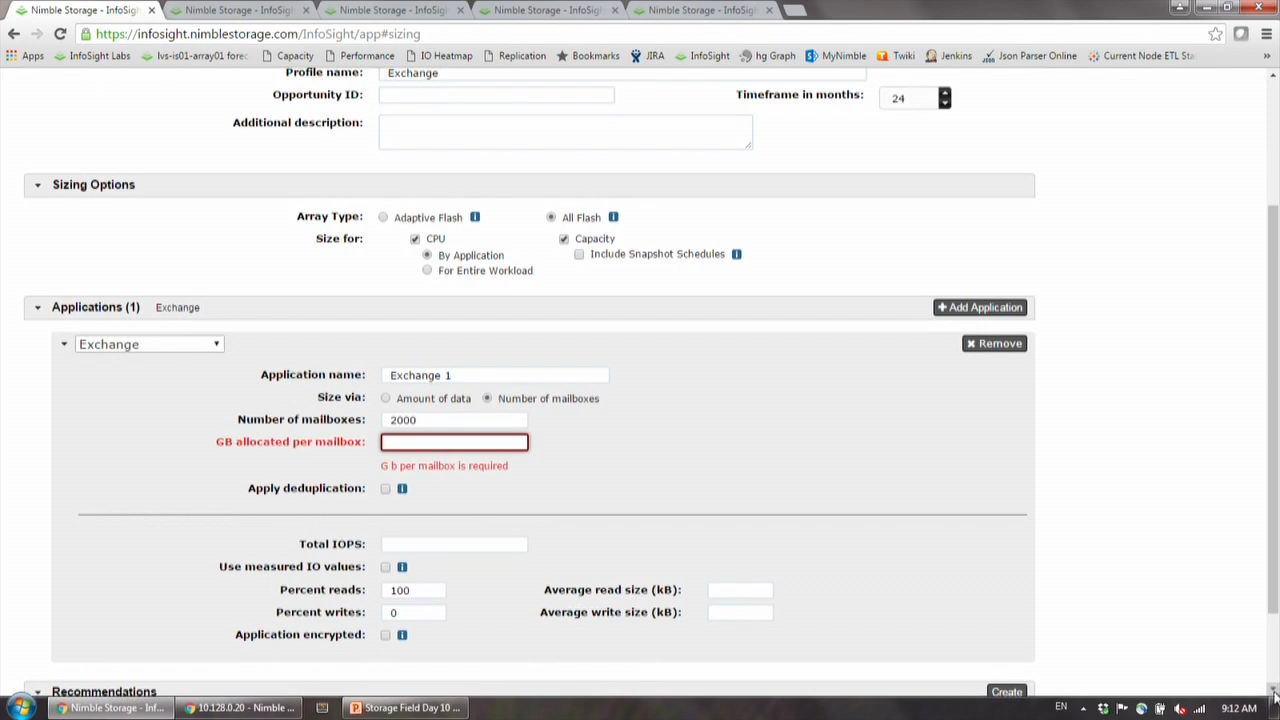 Nimble Storage - InfoSigh
Nimble Storage - InfoSigh
Nimble Storage - InfoSigh
Nimble Storage - InfoSigh
Nimble Storage - InfoSigh
https://infosight.nimblestorage.com/InfoSight/app#sizing
Apps InfoSight Labs lvs-is01-array01 forec Capacity Performance IO Heatmap Replication Bookmarks JIRA InfoSight hg Graph MyNimble Twiki Jenkins Json Parser Online Current Node ETL Sta »
Profile name: Exchange
Opportunity ID: Timeframe in months: 24
Additional description:
Sizing Options
Array Type: Adaptive Flash All Flash
Size for: CPU Capacity
By Application Include Snapshot Schedules
For Entire Workload
Applications (1) Exchange + Add Application
Exchange Remove
Application name: Exchange 1
Size via: Amount of data Number of mailboxes
Number of mailboxes: 2000
GB allocated per mailbox:
G b per mailbox is required
Apply deduplication:
Total IOPS:
Use measured IO values:
Percent reads: 100 Average read size (kB):
Percent writes: 0 Average write size (kB):
Application encrypted:
Recommendations Create
Nimble Storage - Inf... 10.128.0.20 - Nimble ... Storage Field Day 10 ... EN 9:12 AM